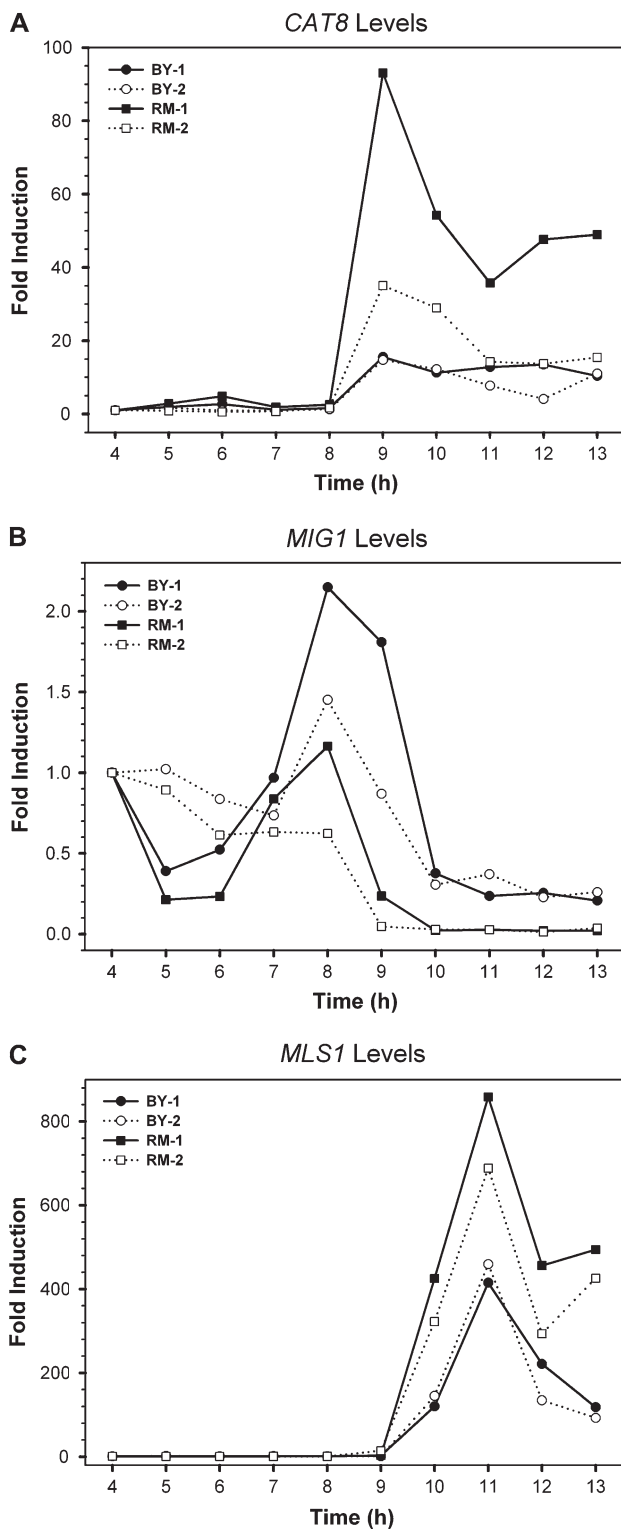 A
CAT8 Levels
100
80
60
40
20
0
Fold Induction
BY-1
BY-2
RM-1
RM-2
4 5 6 7 8 9 10 11 12 13
Time (h)
B
MIG1 Levels
2.0
1.5
1.0
0.5
0.0
Fold Induction
BY-1
BY-2
RM-1
RM-2
4 5 6 7 8 9 10 11 12 13
Time (h)
C
MLS1 Levels
800
600
400
200
0
Fold Induction
BY-1
BY-2
RM-1
RM-2
4 5 6 7 8 9 10 11 12 13
Time (h)